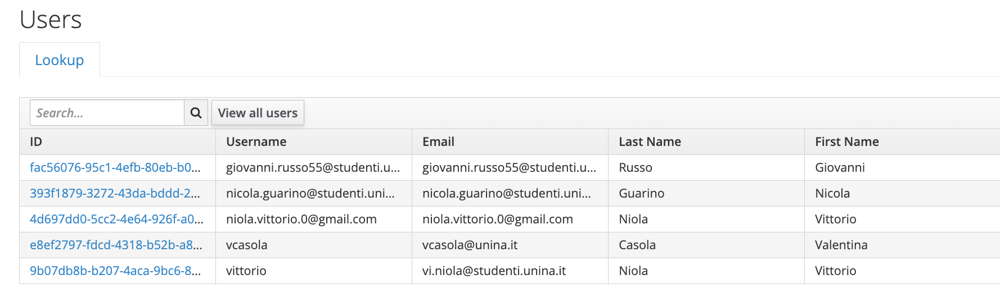 Users
Lookup
Search... View all users
ID Username Email Last Name First Name
fac56076-95c1-4efb-80eb-b0... giovanni.russo55@studenti.u... giovanni.russo55@studenti.u... Russo Giovanni
393f1879-3272-43da-bddd-2... nicola.guarino@studenti.uni... nicola.guarino@studenti.uni... Guarino Nicola
4d697dd0-5cc2-4e64-926f-a0... niola.vittorio.0@gmail.com niola.vittorio.0@gmail.com Niola Vittorio
e8ef2797-fdcd-4318-b52b-a8... vcasola vcasola@unina.it Casola Valentina
9b07db8b-b207-4aca-9bc6-8... vittorio vi.niola@studenti.unina.it Niola Vittorio